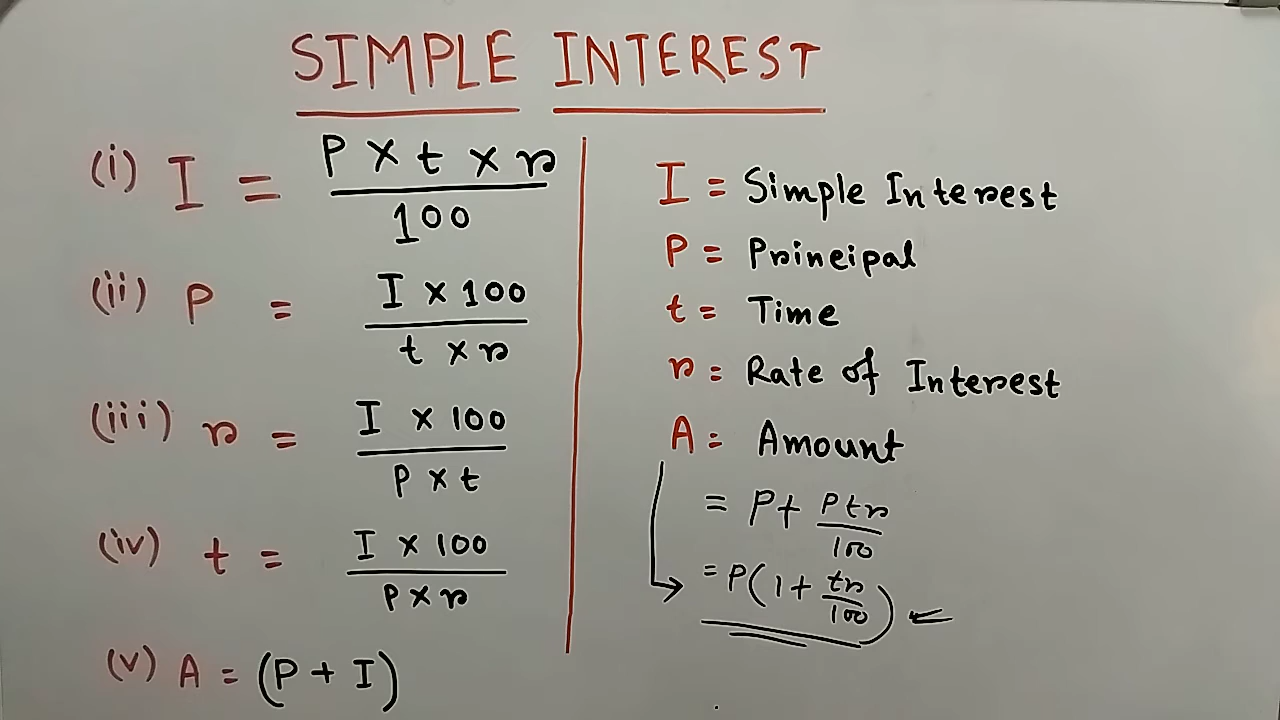 SIMPLE INTEREST
(i) I = P × t × r / 100
(ii) P = I × 100 / t × r
(iii) r = I × 100 / P × t
(iv) t = I × 100 / P × r
(v) A = (P + I)
I = Simple Interest
P = Principal
t = Time
r = Rate of Interest
A = Amount
= P + Ptr / 100
= P(1 + tr / 100)